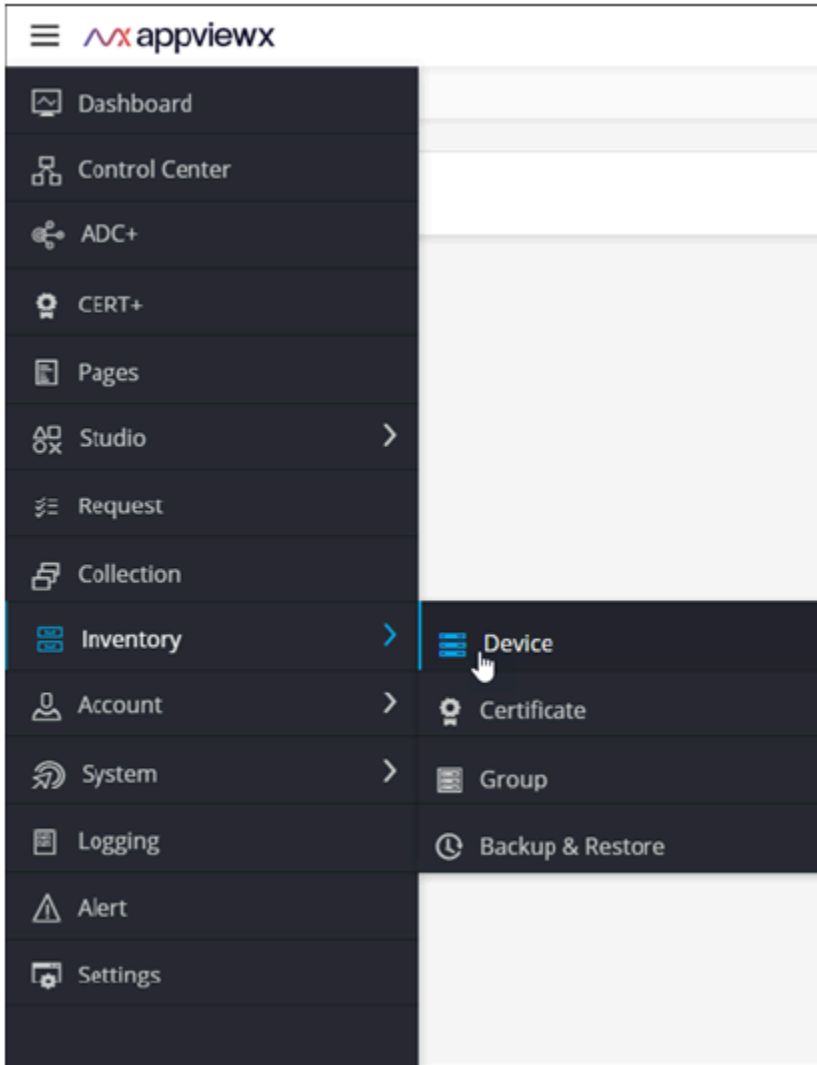 appviewx
Dashboard
Control Center
ADC+
CERT+
Pages
Studio
Request
Collection
Inventory
Device
Account
Certificate
System
Group
Logging
Backup & Restore
Alert
Settings